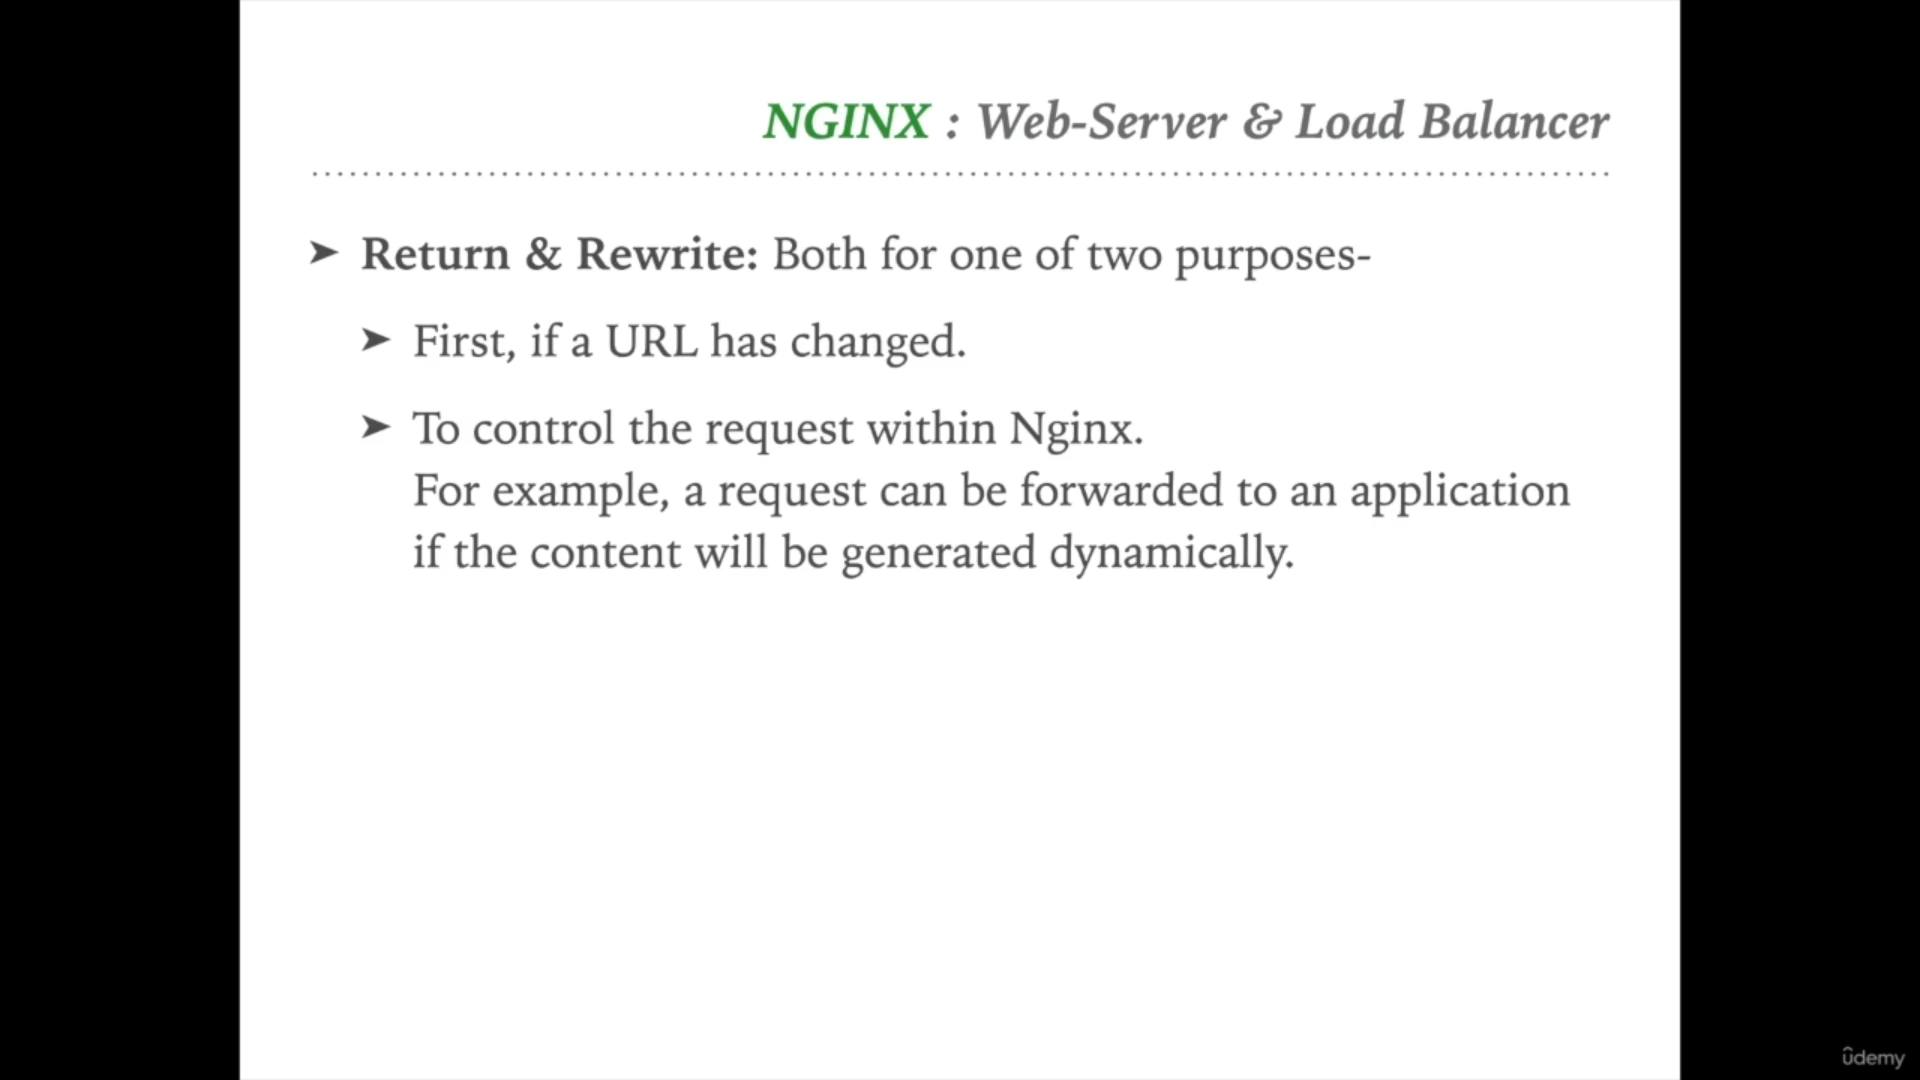 NGINX : Web-Server & Load Balancer
➤ Return & Rewrite: Both for one of two purposes-
➤ First, if a URL has changed.
➤ To control the request within Nginx.
For example, a request can be forwarded to an application
if the content will be generated dynamically.
ûdemy